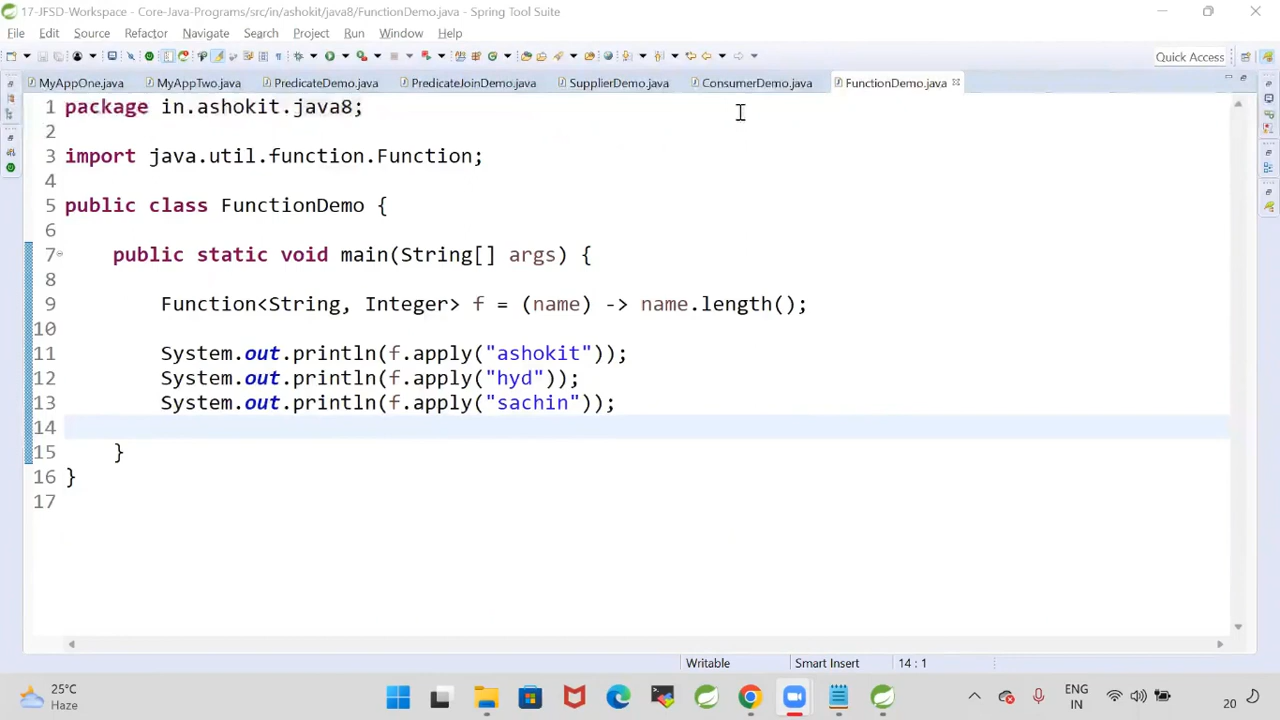 17-JFSD-Workspace - Core-Java-Programs/src/in/ashokit/java8/FunctionDemo.java - Spring Tool Suite
File Edit Source Refactor Navigate Search Project Run Window Help
Quick Access
MyAppOne.java MyAppTwo.java PredicateDemo.java PredicateJoinDemo.java SupplierDemo.java ConsumerDemo.java FunctionDemo.java
1 package in.ashokit.java8;
2
3 import java.util.function.Function;
4
5 public class FunctionDemo {
6
7 public static void main(String[] args) {
8
9 Function<String, Integer> f = (name) -> name.length();
10
11 System.out.println(f.apply("ashokit"));
12 System.out.println(f.apply("hyd"));
13 System.out.println(f.apply("sachin"));
14
15 }
16 }
17
Writable Smart Insert 14 : 1
25°C
Haze
ENG
IN
20